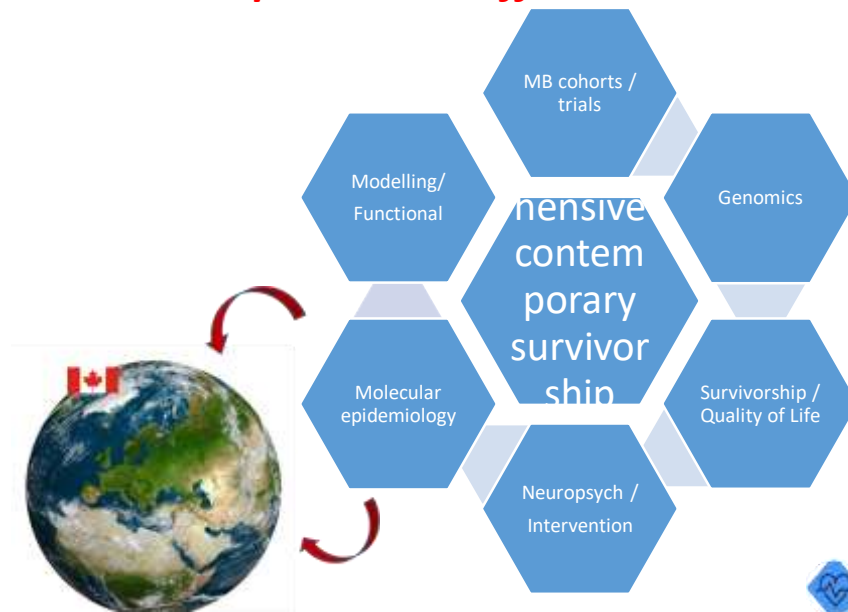 MB cohorts /
trials
Modelling/
Functional
Genomics
hensive
contem
porary
survivor
ship
Molecular
epidemiology
Survivorship /
Quality of Life
Neuropsych /
Intervention